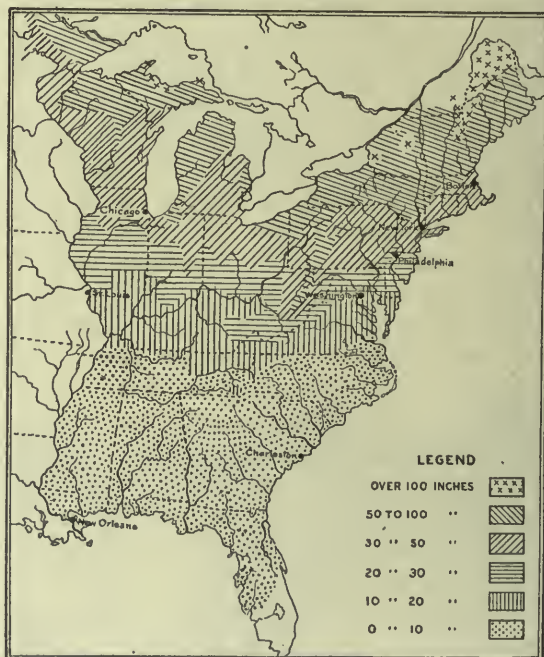 Boston
Chicago
New York
Philadelphia
St. Louis
Washington
Charleston
New Orleans
LEGEND
OVER 100 INCHES
50 TO 100 "
30 " 50 "
20 " 30 "
10 " 20 "
0 " 10 "